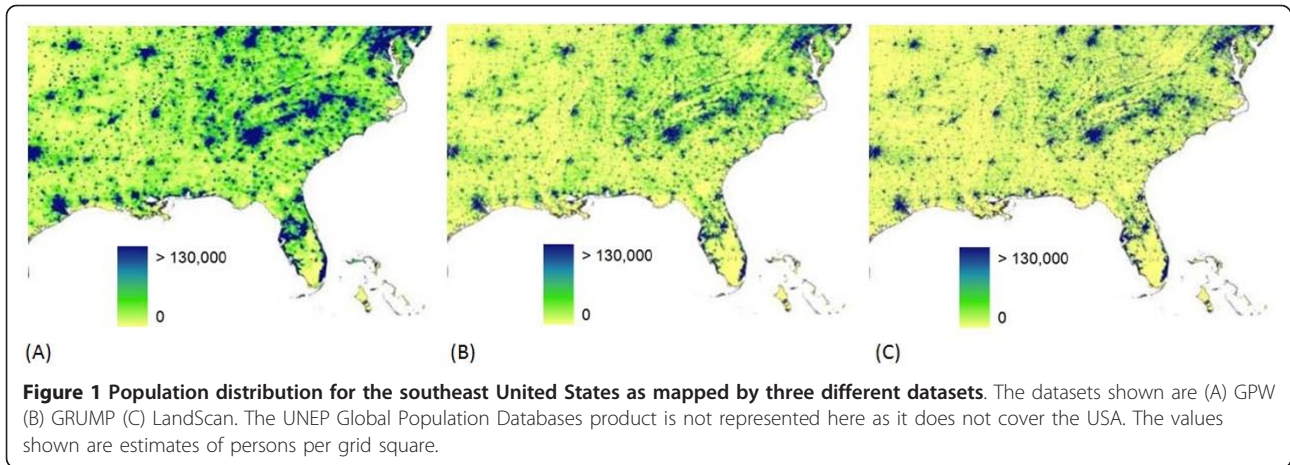 > 130,000
0
(A)
> 130,000
0
(B)
> 130,000
0
(C)
Figure 1 Population distribution for the southeast United States as mapped by three different datasets. The datasets shown are (A) GPW
(B) GRUMP (C) LandScan. The UNEP Global Population Databases product is not represented here as it does not cover the USA. The values
shown are estimates of persons per grid square.